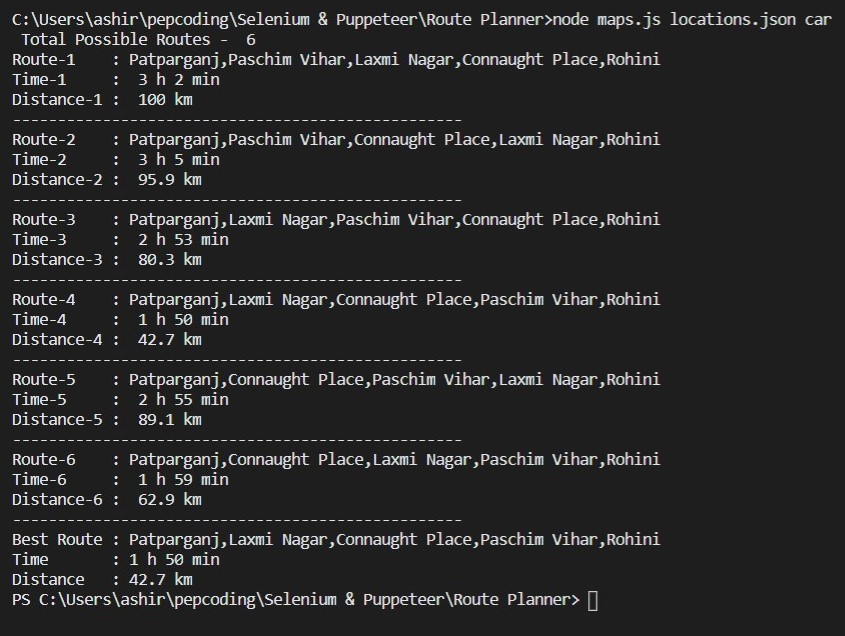 C:\Users\ashir\pepcoding\Selenium & Puppeteer\Route Planner>node maps.js locations.json car
 Total Possible Routes -  6
Route-1    : Patparganj,Paschim Vihar,Laxmi Nagar,Connaught Place,Rohini
Time-1     :  3 h 2 min
Distance-1 :  100 km
--------------------------------------------------
Route-2    : Patparganj,Paschim Vihar,Connaught Place,Laxmi Nagar,Rohini
Time-2     :  3 h 5 min
Distance-2 :  95.9 km
--------------------------------------------------
Route-3    : Patparganj,Laxmi Nagar,Paschim Vihar,Connaught Place,Rohini
Time-3     :  2 h 53 min
Distance-3 :  80.3 km
--------------------------------------------------
Route-4    : Patparganj,Laxmi Nagar,Connaught Place,Paschim Vihar,Rohini
Time-4     :  1 h 50 min
Distance-4 :  42.7 km
--------------------------------------------------
Route-5    : Patparganj,Connaught Place,Paschim Vihar,Laxmi Nagar,Rohini
Time-5     :  2 h 55 min
Distance-5 :  89.1 km
--------------------------------------------------
Route-6    : Patparganj,Connaught Place,Laxmi Nagar,Paschim Vihar,Rohini
Time-6     :  1 h 59 min
Distance-6 :  62.9 km
--------------------------------------------------
Best Route : Patparganj,Laxmi Nagar,Connaught Place,Paschim Vihar,Rohini
Time       : 1 h 50 min
Distance   : 42.7 km
PS C:\Users\ashir\pepcoding\Selenium & Puppeteer\Route Planner>